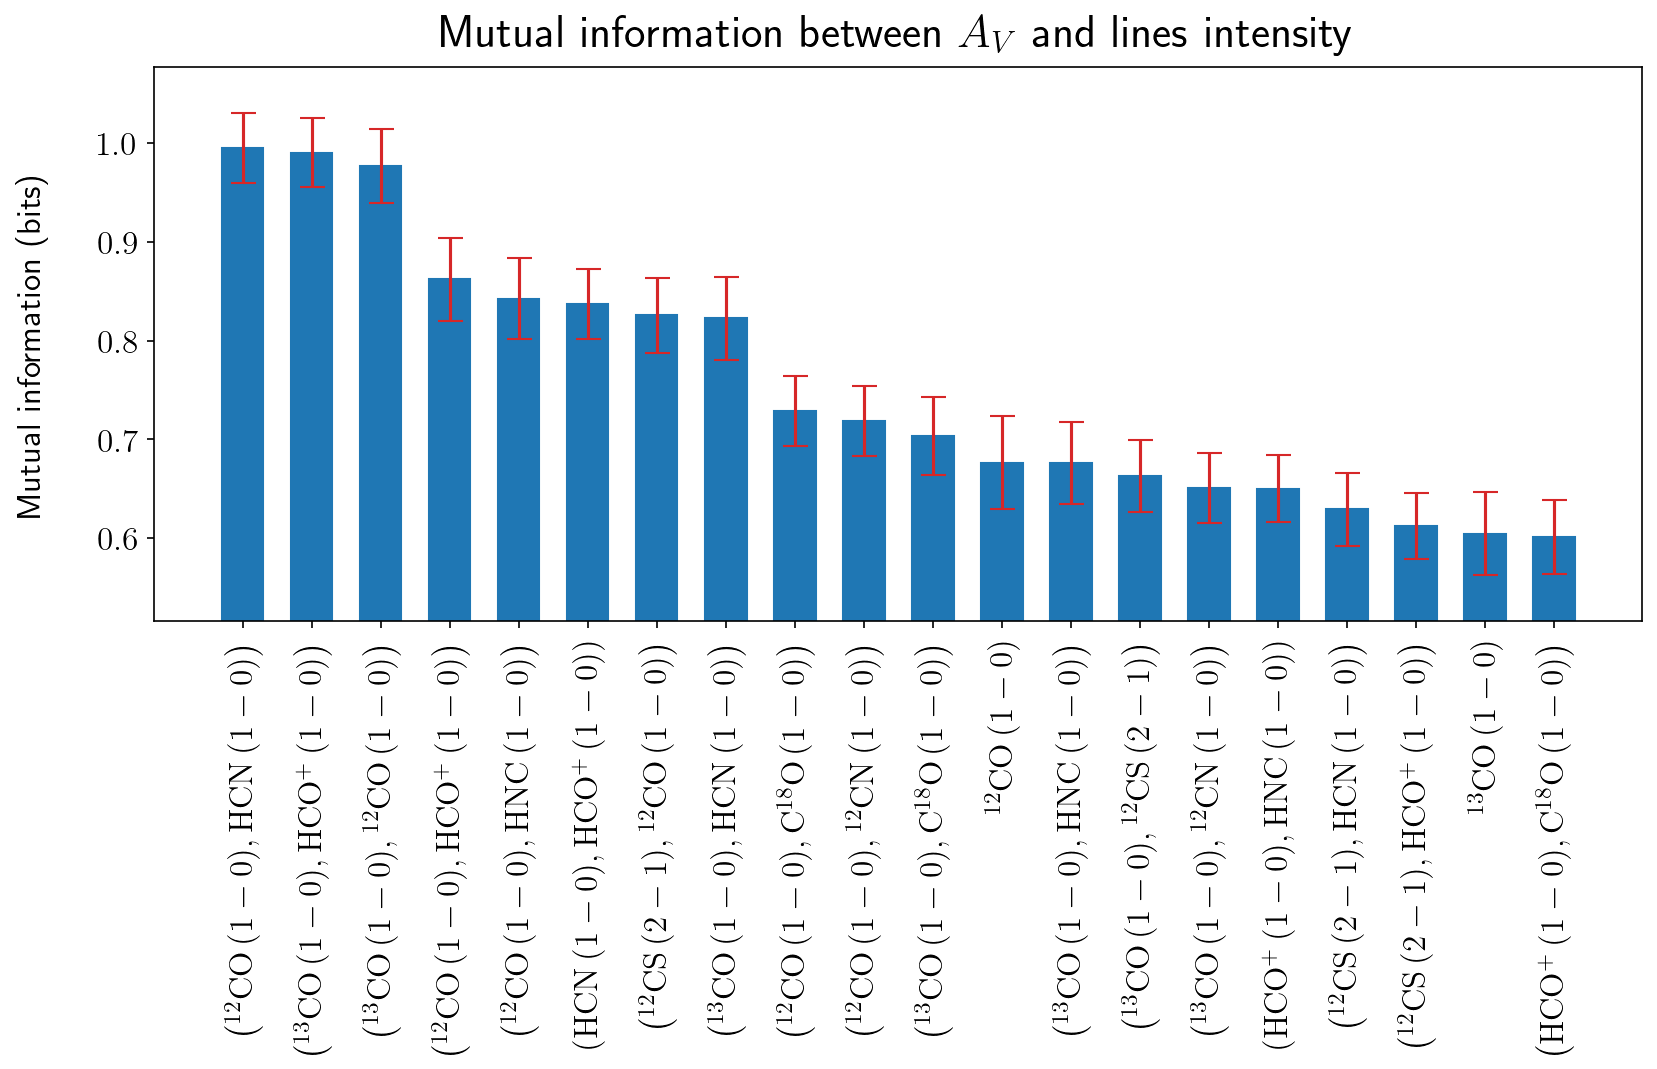 Mutual information between A_V and lines intensity
Mutual information (bits)
1.0
0.9
0.8
0.7
0.6
(¹²CO (1 − 0), HCN (1 − 0))
(¹³CO (1 − 0), HCO⁺ (1 − 0))
(¹³CO (1 − 0), ¹²CO (1 − 0))
(¹²CO (1 − 0), HCO⁺ (1 − 0))
(¹²CO (1 − 0), HNC (1 − 0))
(HCN (1 − 0), HCO⁺ (1 − 0))
(¹²CS (2 − 1), ¹²CO (1 − 0))
(¹³CO (1 − 0), HCN (1 − 0))
(¹²CO (1 − 0), C¹⁸O (1 − 0))
(¹²CO (1 − 0), ¹²CN (1 − 0))
(¹³CO (1 − 0), C¹⁸O (1 − 0))
¹²CO (1 − 0)
(¹³CO (1 − 0), HNC (1 − 0))
(¹³CO (1 − 0), ¹²CS (2 − 1))
(¹³CO (1 − 0), ¹²CN (1 − 0))
(HCO⁺ (1 − 0), HNC (1 − 0))
(¹²CS (2 − 1), HCN (1 − 0))
(¹²CS (2 − 1), HCO⁺ (1 − 0))
¹³CO (1 − 0)
(HCO⁺ (1 − 0), C¹⁸O (1 − 0))